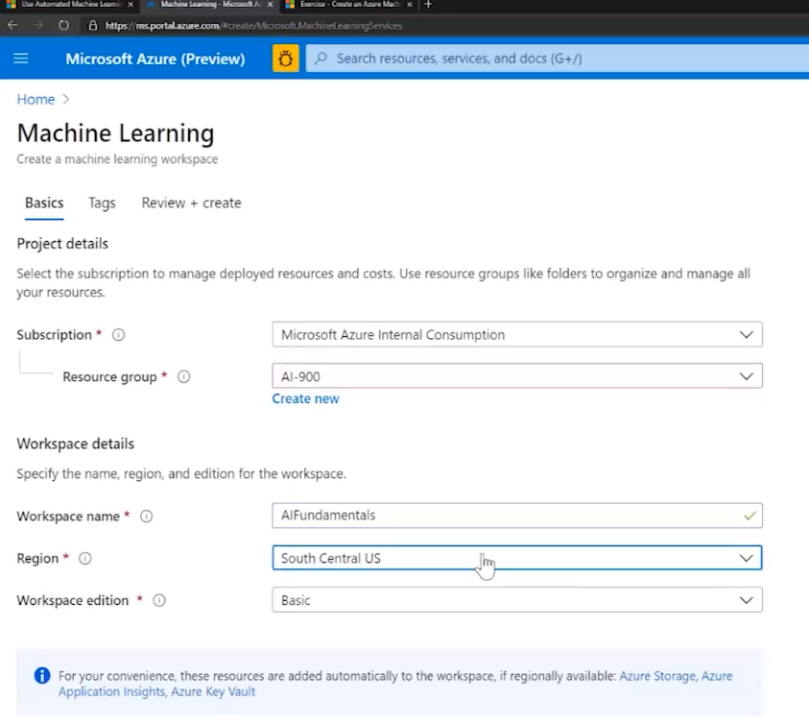 Use Automated Machine Learnin
Machine Learning - Microsoft A
Exercise - Create an Azure Mach
https://ms.portal.azure.com/#create/Microsoft.MachineLearningServices
Microsoft Azure (Preview)
Search resources, services, and docs (G+/)
Home >
Machine Learning
Create a machine learning workspace
Basics Tags Review + create
Project details
Select the subscription to manage deployed resources and costs. Use resource groups like folders to organize and manage all
your resources.
Subscription * Microsoft Azure Internal Consumption
Resource group * AI-900
Create new
Workspace details
Specify the name, region, and edition for the workspace.
Workspace name * AIFundamentals
Region * South Central US
Workspace edition * Basic
For your convenience, these resources are added automatically to the workspace, if regionally available: Azure Storage, Azure
Application Insights, Azure Key Vault